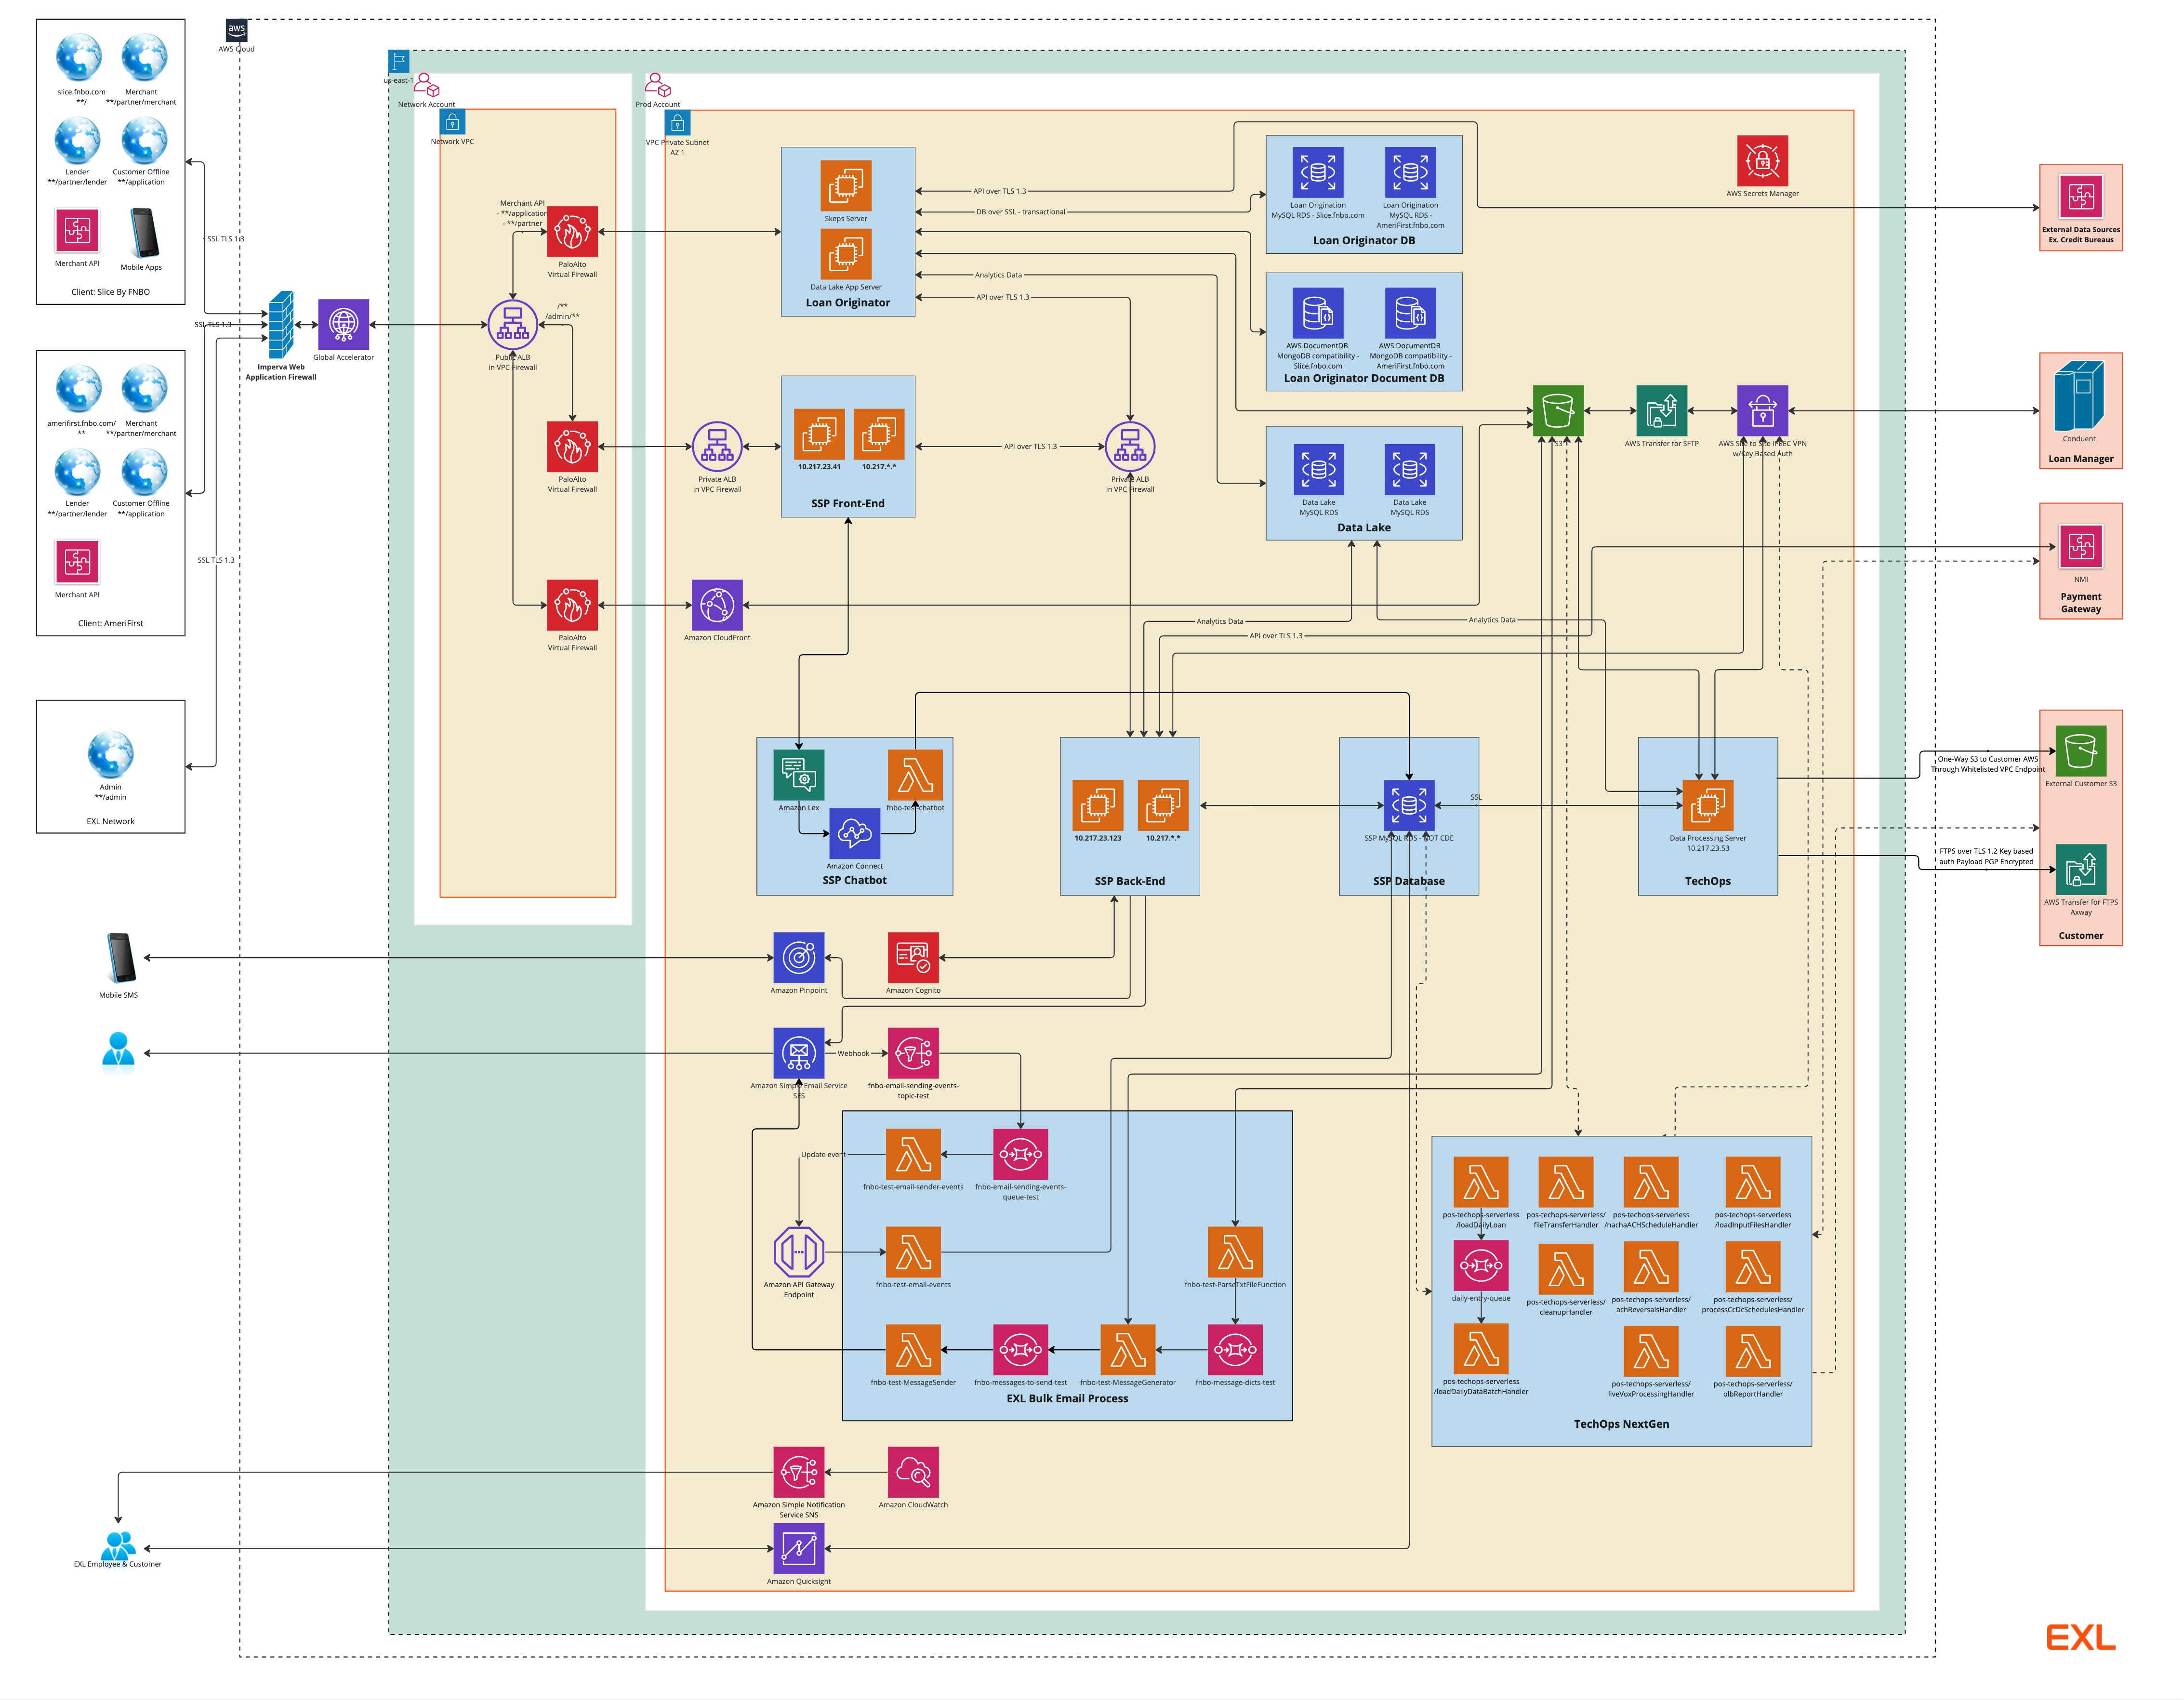 aws
AWS Cloud
us-east-1
Network Account
Prod Account
Network VPC
VPC Private Subnet
AZ 1
slice.fnbo.com
**/
Merchant
**/partner/merchant
Lender
**/partner/lender
Customer Offline
**/application
Merchant API
Mobile Apps
Client: Slice By FNBO
SSL TLS 1.3
SSL TLS 1.3
SSL TLS 1.3
Imperva Web
Application Firewall
Global Accelerator
amerifirst.fnbo.com/
**
Merchant
**/partner/merchant
Lender
**/partner/lender
Customer Offline
**/application
Merchant API
Client: AmeriFirst
Admin
**/admin
EXL Network
Mobile SMS
EXL Employee & Customer
Merchant API
- **/application
- **/partner
PaloAlto
Virtual Firewall
/**
/admin/**
Public ALB
in VPC Firewall
PaloAlto
Virtual Firewall
PaloAlto
Virtual Firewall
Skeps Server
Data Lake App Server
Loan Originator
API over TLS 1.3
DB over SSL - transactional
Analytics Data
API over TLS 1.3
Loan Origination
MySQL RDS - Slice.fnbo.com
Loan Origination
MySQL RDS -
AmeriFirst.fnbo.com
Loan Originator DB
AWS DocumentDB
MongoDB compatibility -
Slice.fnbo.com
AWS DocumentDB
MongoDB compatibility -
AmeriFirst.fnbo.com
Loan Originator Document DB
AWS Secrets Manager
External Data Sources
Ex. Credit Bureaus
Private ALB
in VPC Firewall
10.217.23.41
10.217.*.*
SSP Front-End
API over TLS 1.3
Private ALB
in VPC Firewall
Data Lake
MySQL RDS
Data Lake
MySQL RDS
Data Lake
S3
AWS Transfer for SFTP
AWS Site to Site IPSEC VPN
w/Key Based Auth
Conduent
Loan Manager
Amazon CloudFront
Analytics Data
API over TLS 1.3
Analytics Data
NMI
Payment
Gateway
Amazon Lex
fnbo-test-chatbot
Amazon Connect
SSP Chatbot
10.217.23.123
10.217.*.*
SSP Back-End
SSP MySQL RDS - NOT CDE
SSP Database
SSL
Data Processing Server
10.217.23.53
TechOps
One-Way S3 to Customer AWS
Through Whitelisted VPC Endpoint
External Customer S3
FTPS over TLS 1.2 Key based
auth Payload PGP Encrypted
AWS Transfer for FTPS
Axway
Customer
Amazon Pinpoint
Amazon Cognito
Amazon Simple Email Service
SES
Webhook
fnbo-email-sending-events-
topic-test
Update event
fnbo-test-email-sender-events
fnbo-email-sending-events-
queue-test
Amazon API Gateway
Endpoint
fnbo-test-email-events
fnbo-test-ParseTxtFileFunction
fnbo-test-MessageSender
fnbo-messages-to-send-test
fnbo-test-MessageGenerator
fnbo-message-dicts-test
EXL Bulk Email Process
pos-techops-serverless
/loadDailyLoan
pos-techops-serverless/
fileTransferHandler
pos-techops-serverless
/nachaACHScheduleHandler
pos-techops-serverless
/loadInputFilesHandler
daily-entry-queue
pos-techops-serverless/
cleanupHandler
pos-techops-serverless/
achReversalsHandler
pos-techops-serverless/
processCcDcSchedulesHandler
pos-techops-serverless
/loadDailyDataBatchHandler
pos-techops-serverless/
liveVoxProcessingHandler
pos-techops-serverless/
olbReportHandler
TechOps NextGen
Amazon Simple Notification
Service SNS
Amazon CloudWatch
Amazon Quicksight
EXL